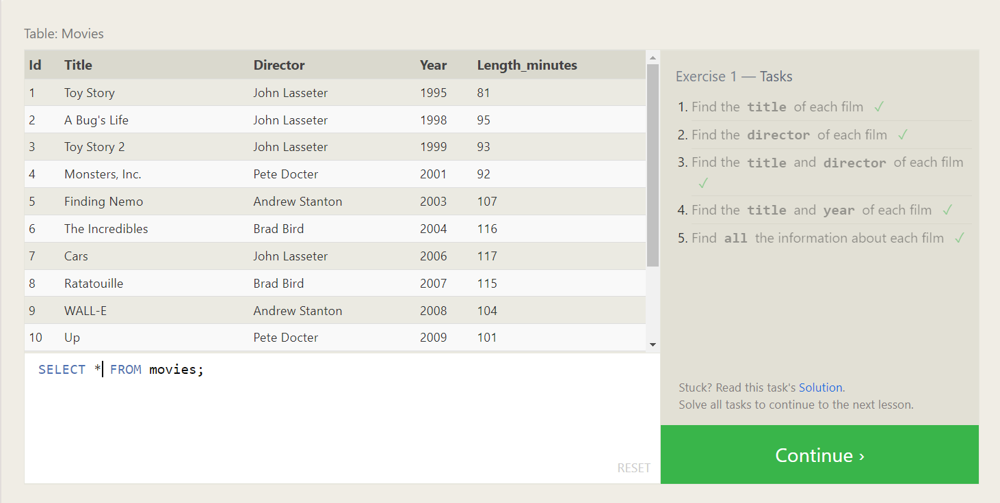 Table: Movies
Id Title Director Year Length_minutes
1 Toy Story John Lasseter 1995 81
2 A Bug's Life John Lasseter 1998 95
3 Toy Story 2 John Lasseter 1999 93
4 Monsters, Inc. Pete Docter 2001 92
5 Finding Nemo Andrew Stanton 2003 107
6 The Incredibles Brad Bird 2004 116
7 Cars John Lasseter 2006 117
8 Ratatouille Brad Bird 2007 115
9 WALL-E Andrew Stanton 2008 104
10 Up Pete Docter 2009 101
SELECT * FROM movies;
RESET
Exercise 1 — Tasks
1. Find the title of each film ✓
2. Find the director of each film ✓
3. Find the title and director of each film
✓
4. Find the title and year of each film ✓
5. Find all the information about each film ✓
Stuck? Read this task's Solution.
Solve all tasks to continue to the next lesson.
Continue ›